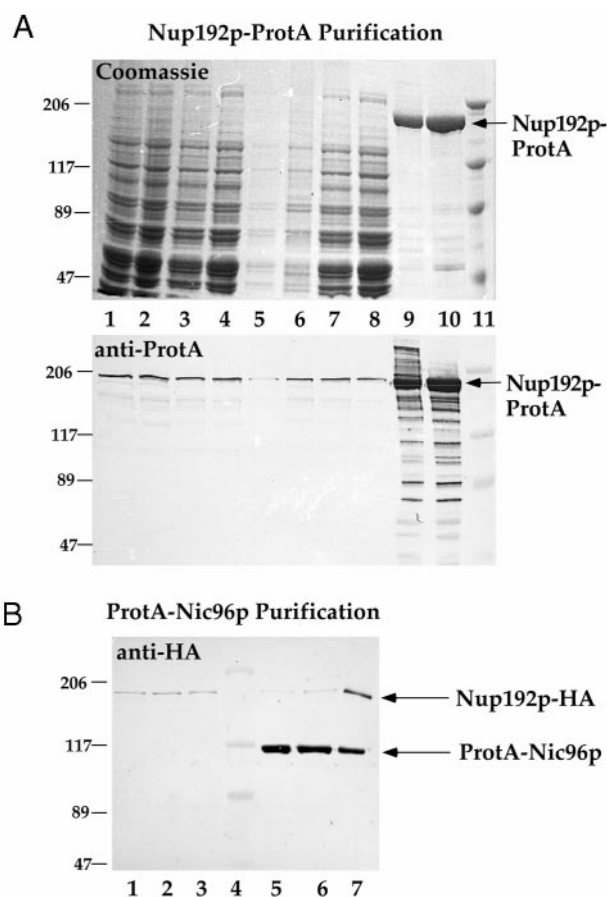 A
Nup192p-ProtA Purification
Coomassie
206
117
89
47
Nup192p-
ProtA
1 2 3 4 5 6 7 8 9 10 11
anti-ProtA
206
117
89
47
Nup192p-
ProtA
B
ProtA-Nic96p Purification
anti-HA
206
117
89
47
Nup192p-HA
ProtA-Nic96p
1 2 3 4 5 6 7